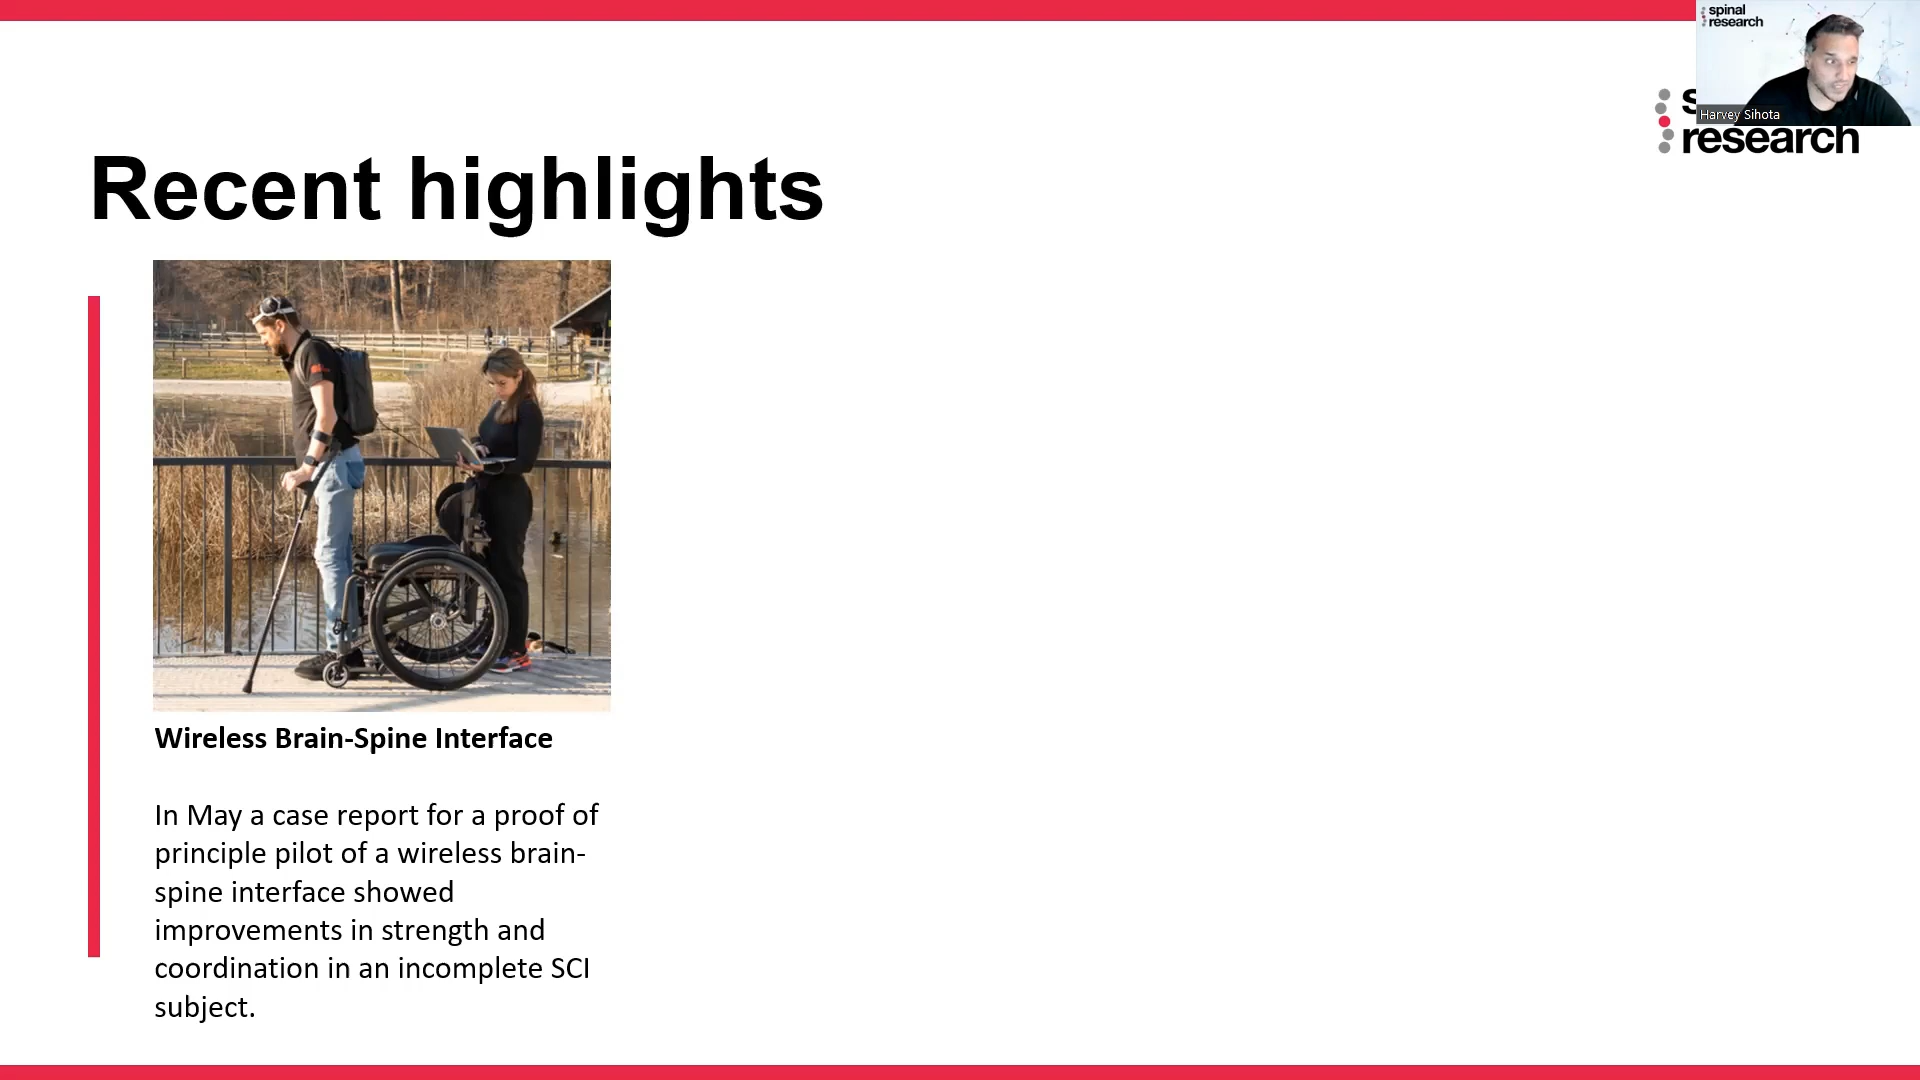 spinal
research
Harvey Sihota
s
research
Recent highlights
Wireless Brain-Spine Interface
In May a case report for a proof of
principle pilot of a wireless brain-
spine interface showed
improvements in strength and
coordination in an incomplete SCI
subject.